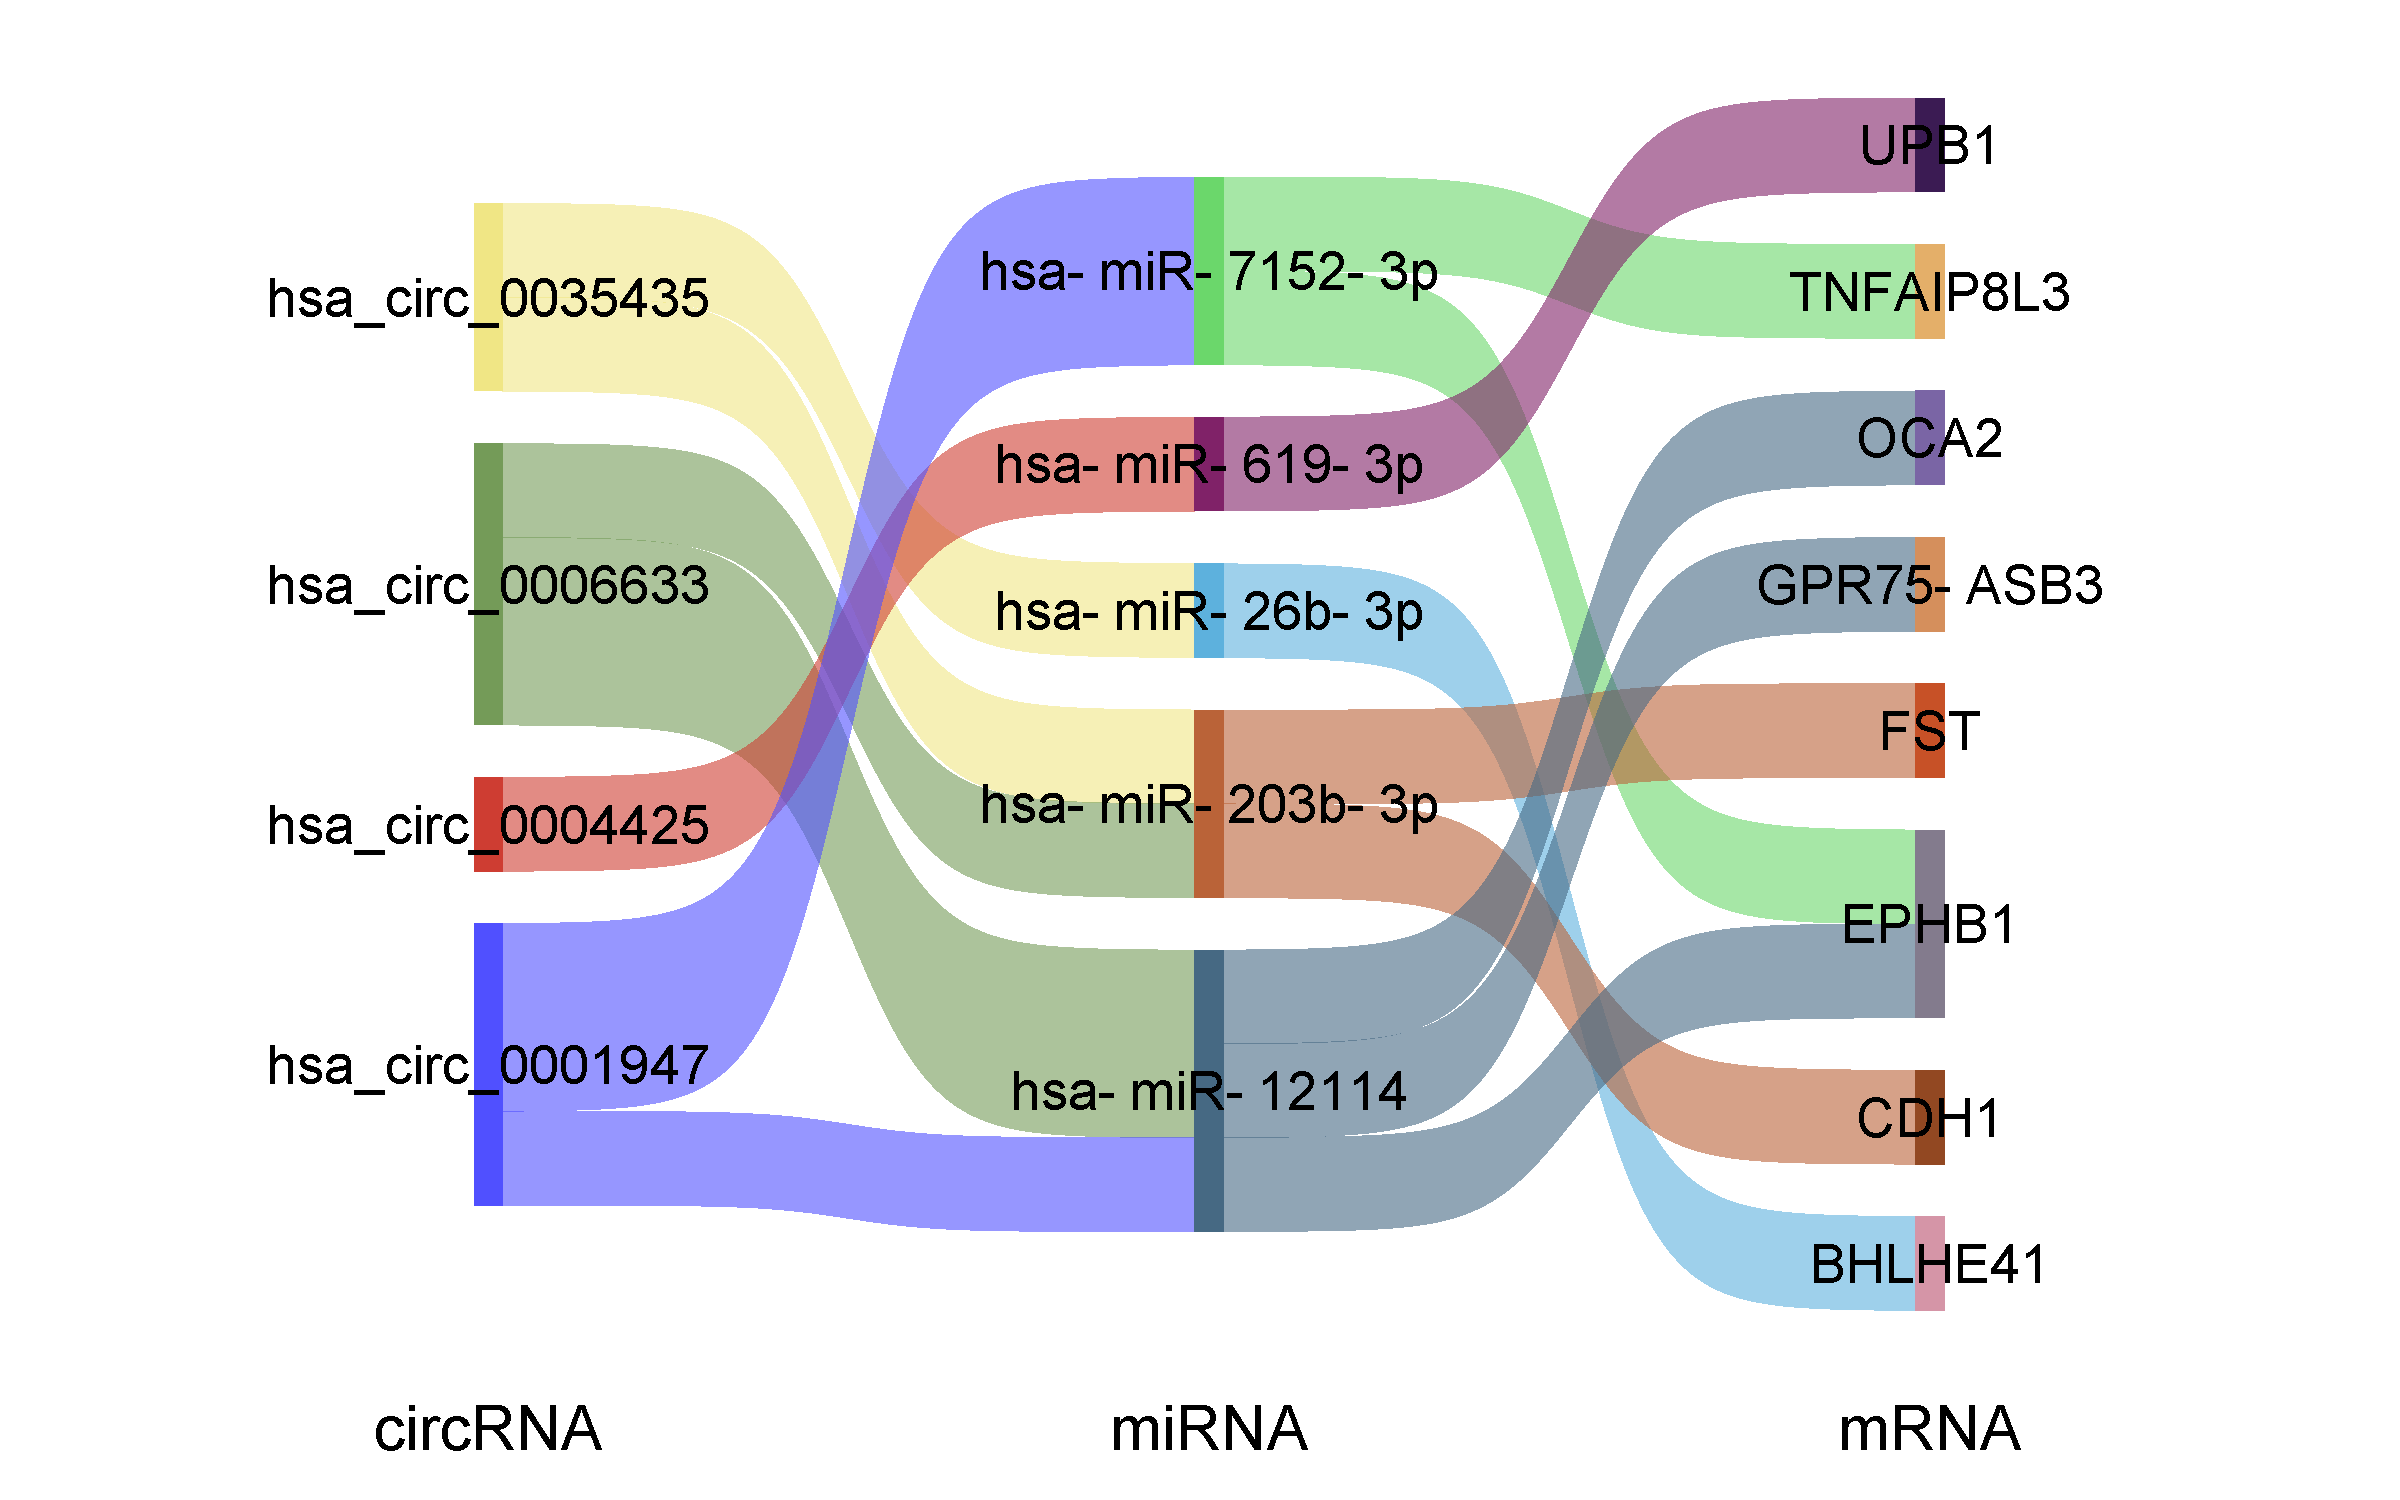 hsa_circ_0035435
hsa_circ_0006633
hsa_circ_0004425
hsa_circ_0001947
circRNA
hsa- miR- 7152- 3p
hsa- miR- 619- 3p
hsa- miR- 26b- 3p
hsa- miR- 203b- 3p
hsa- miR- 12114
miRNA
UPB1
TNFAIP8L3
OCA2
GPR75- ASB3
FST
EPHB1
CDH1
BHLHE41
mRNA